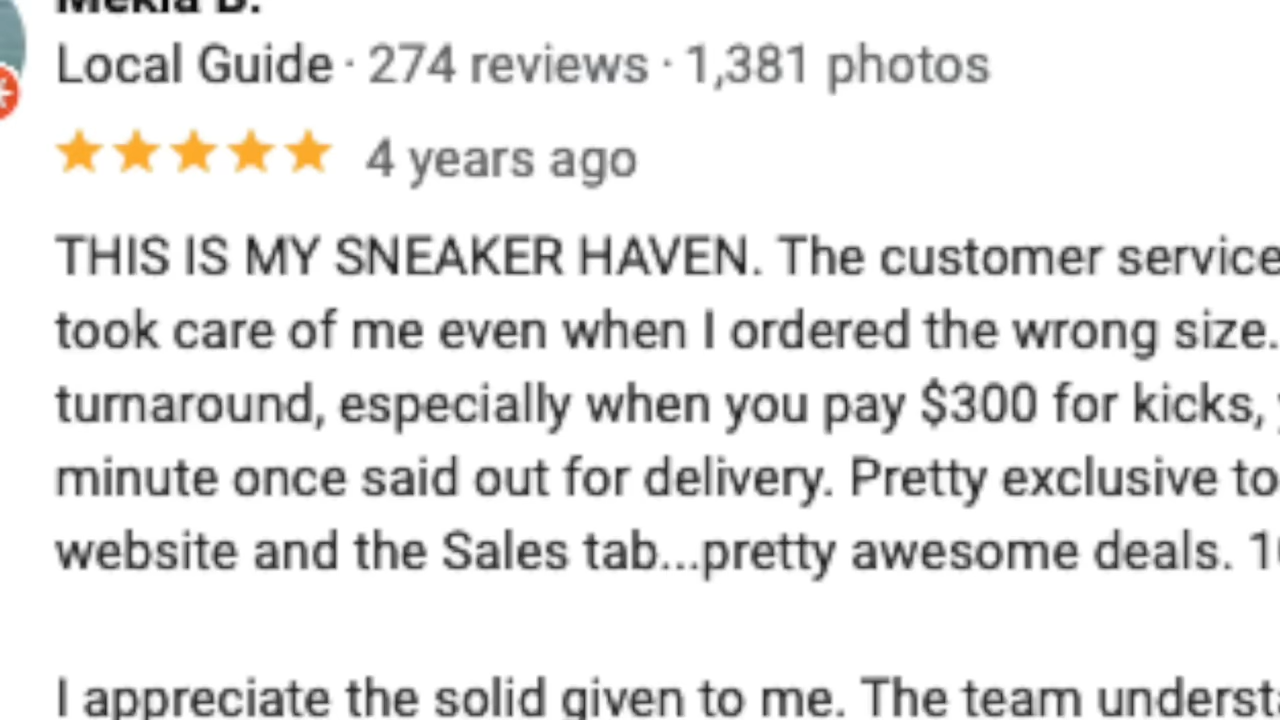 Mekia B.
Local Guide · 274 reviews · 1,381 photos
4 years ago
THIS IS MY SNEAKER HAVEN. The customer service
took care of me even when I ordered the wrong size.
turnaround, especially when you pay $300 for kicks,
minute once said out for delivery. Pretty exclusive to
website and the Sales tab...pretty awesome deals.
I appreciate the solid given to me. The team